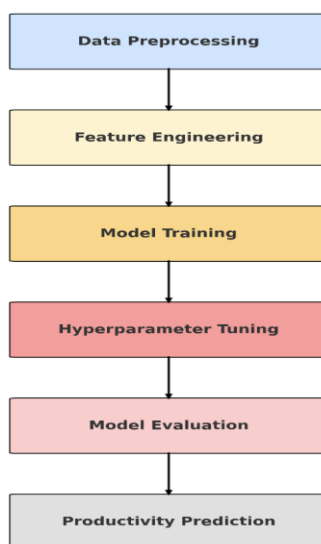 Data Preprocessing
Feature Engineering
Model Training
Hyperparameter Tuning
Model Evaluation
Productivity Prediction